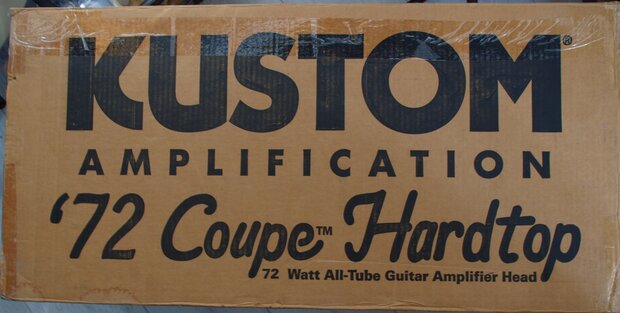 KUSTOM®
AMPLIFICATION
'72 Coupe™ Hardtop
72 Watt All-Tube Guitar Amplifier Head